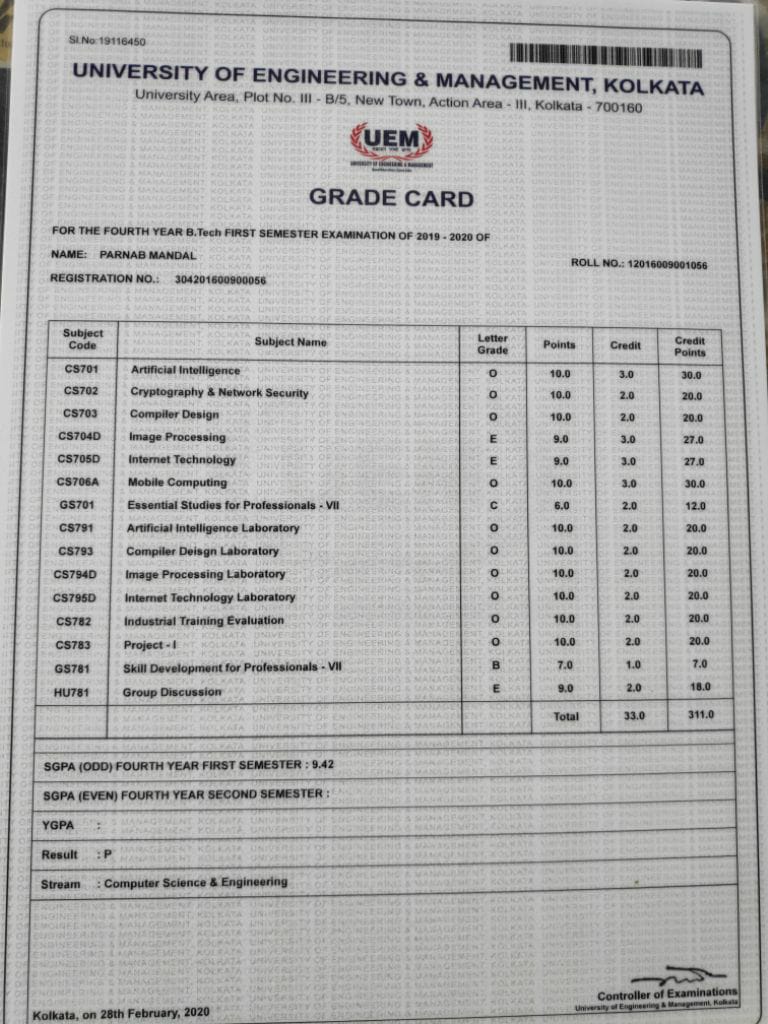 Sl.No:19116450
UNIVERSITY OF ENGINEERING & MANAGEMENT, KOLKATA
University Area, Plot No. III - B/5, New Town, Action Area - III, Kolkata - 700160
UEM
UNIVERSITY OF ENGINEERING & MANAGEMENT
GRADE CARD
FOR THE FOURTH YEAR B.Tech FIRST SEMESTER EXAMINATION OF 2019 - 2020 OF
NAME: PARNAB MANDAL ROLL NO.: 12016009001056
REGISTRATION NO.: 304201600900056
Subject Code Subject Name Letter Grade Points Credit Credit Points
CS701 Artificial Intelligence O 10.0 3.0 30.0
CS702 Cryptography & Network Security O 10.0 2.0 20.0
CS703 Compiler Design O 10.0 2.0 20.0
CS704D Image Processing E 9.0 3.0 27.0
CS705D Internet Technology E 9.0 3.0 27.0
CS706A Mobile Computing O 10.0 3.0 30.0
GS701 Essential Studies for Professionals - VII C 6.0 2.0 12.0
CS791 Artificial Intelligence Laboratory O 10.0 2.0 20.0
CS793 Compiler Deisgn Laboratory O 10.0 2.0 20.0
CS794D Image Processing Laboratory O 10.0 2.0 20.0
CS795D Internet Technology Laboratory O 10.0 2.0 20.0
CS782 Industrial Training Evaluation O 10.0 2.0 20.0
CS783 Project - I O 10.0 2.0 20.0
GS781 Skill Development for Professionals - VII B 7.0 1.0 7.0
HU781 Group Discussion E 9.0 2.0 18.0
Total 33.0 311.0
SGPA (ODD) FOURTH YEAR FIRST SEMESTER : 9.42
SGPA (EVEN) FOURTH YEAR SECOND SEMESTER :
YGPA :
Result : P
Stream : Computer Science & Engineering
Controller of Examinations
University of Engineering & Management, Kolkata
Kolkata, on 28th February, 2020